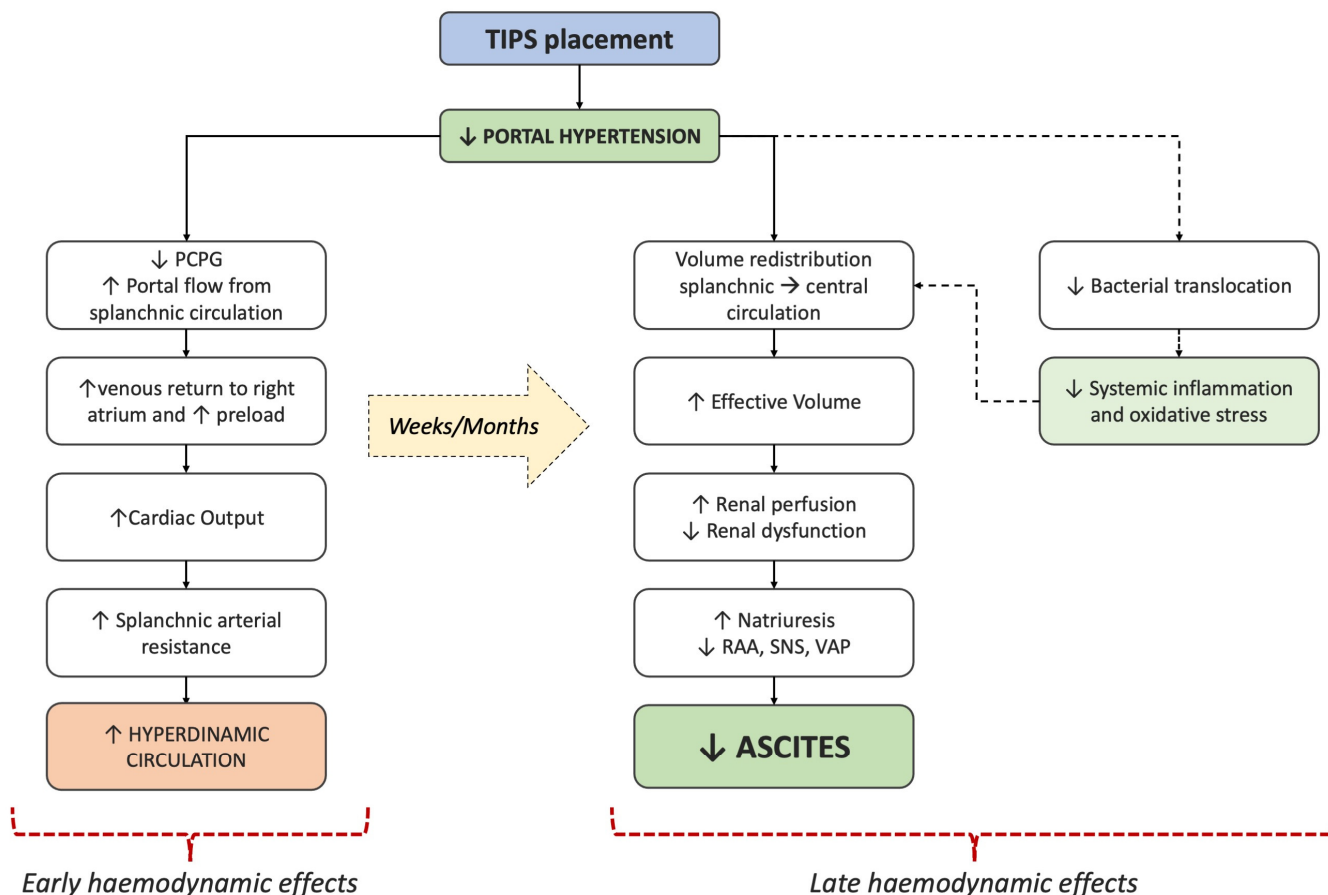 TIPS placement
↓ PORTAL HYPERTENSION
↓ PCPG
↑ Portal flow from
splanchnic circulation
↑venous return to right
atrium and ↑ preload
↑Cardiac Output
↑ Splanchnic arterial
resistance
↑ HYPERDINAMIC
CIRCULATION
Early haemodynamic effects
Weeks/Months
Volume redistribution
splanchnic → central
circulation
↑ Effective Volume
↑ Renal perfusion
↓ Renal dysfunction
↑ Natriuresis
↓ RAA, SNS, VAP
↓ ASCITES
↓ Bacterial translocation
↓ Systemic inflammation
and oxidative stress
Late haemodynamic effects